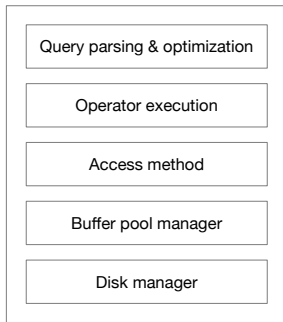 Query parsing & optimization
Operator execution
Access method
Buffer pool manager
Disk manager